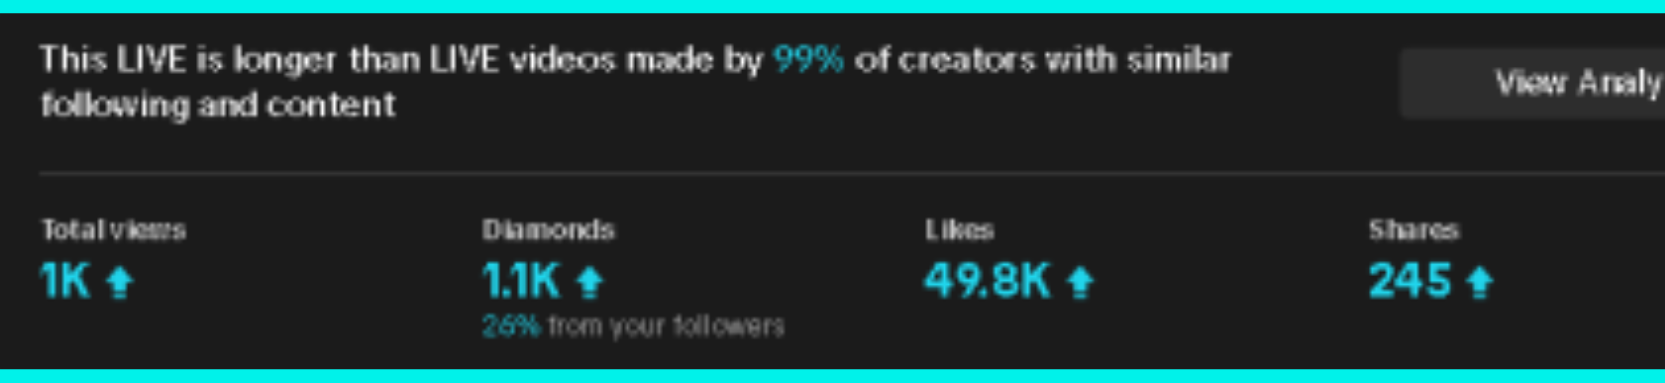 This LIVE is longer than LIVE videos made by 99% of creators with similar
following and content
View Analy
Total views
Diamonds
Likes
Shares
1K
1.1K
49.8K
245
26% from your followers